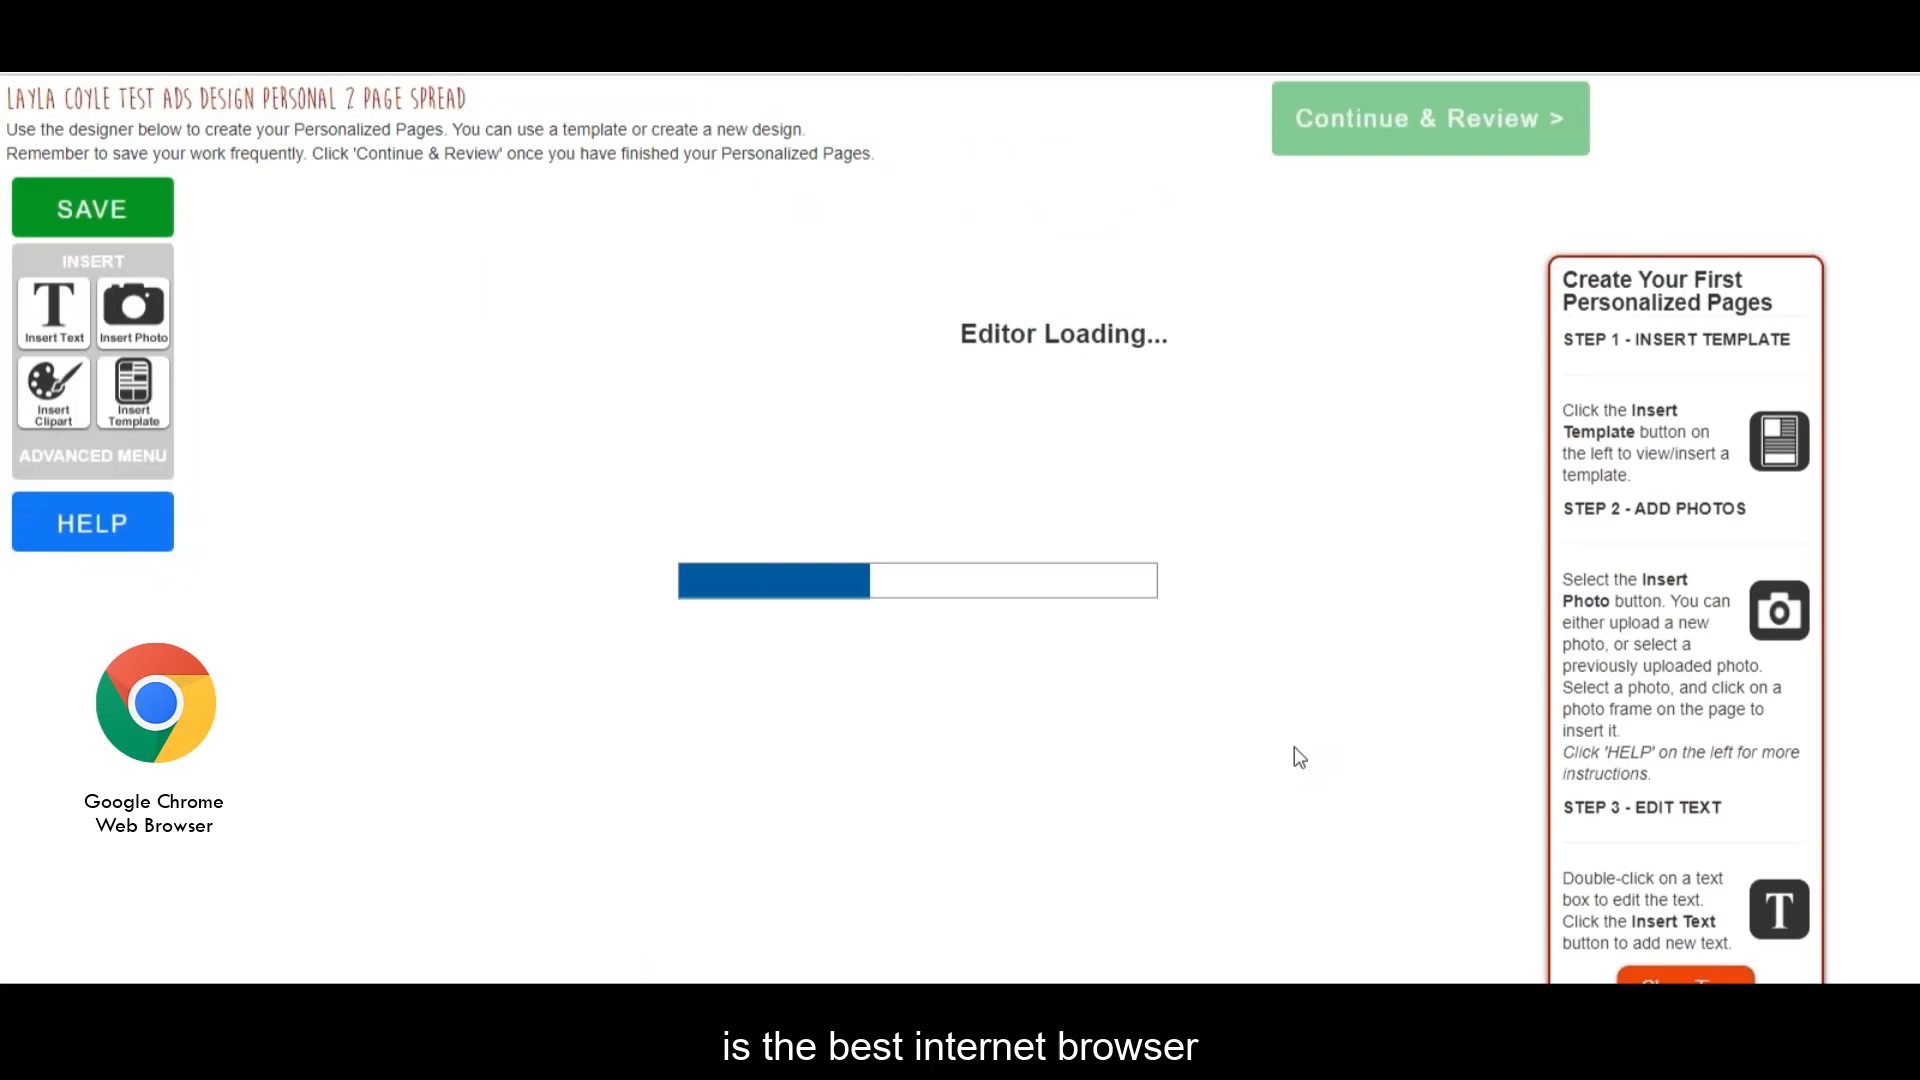 LAYLA COYLE TEST ADS DESIGN PERSONAL 2 PAGE SPREAD
Use the designer below to create your Personalized Pages. You can use a template or create a new design.
Remember to save your work frequently. Click 'Continue & Review' once you have finished your Personalized Pages.
Continue & Review >
SAVE
INSERT
Insert Text
Insert Photo
Insert
Clipart
Insert
Template
ADVANCED MENU
HELP
Editor Loading...
Google Chrome
Web Browser
Create Your First
Personalized Pages
STEP 1 - INSERT TEMPLATE
Click the Insert
Template button on
the left to view/insert a
template.
STEP 2 - ADD PHOTOS
Select the Insert
Photo button. You can
either upload a new
photo, or select a
previously uploaded photo.
Select a photo, and click on a
photo frame on the page to
insert it.
Click 'HELP' on the left for more
instructions.
STEP 3 - EDIT TEXT
Double-click on a text
box to edit the text.
Click the Insert Text
button to add new text.
is the best internet browser